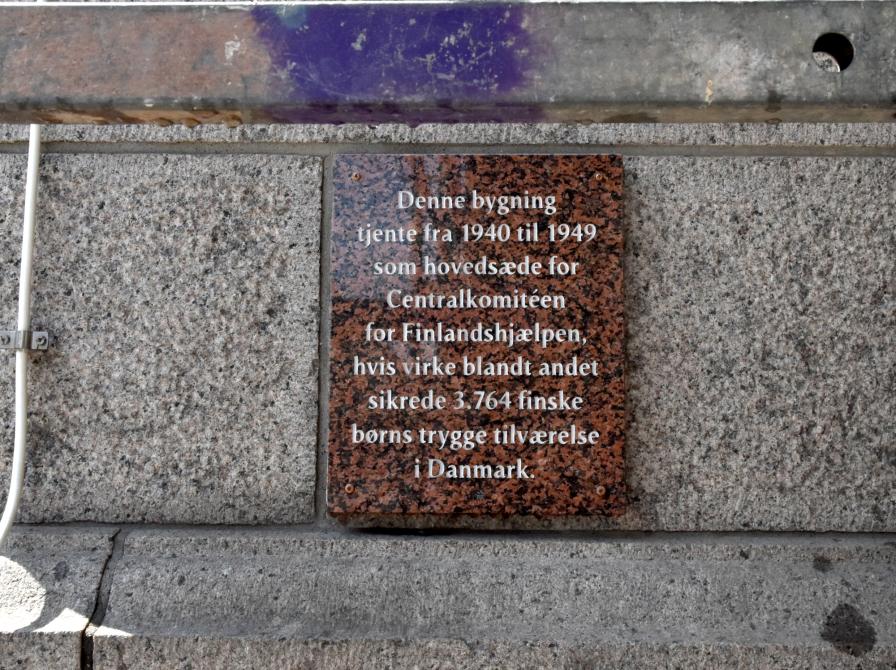 Denne bygning
tjente fra 1940 til 1949
som hovedsæde for
Centralkomitéen
for Finlandshjælpen,
hvis virke blandt andet
sikrede 3.764 finske
børns trygge tilværelse
i Danmark.